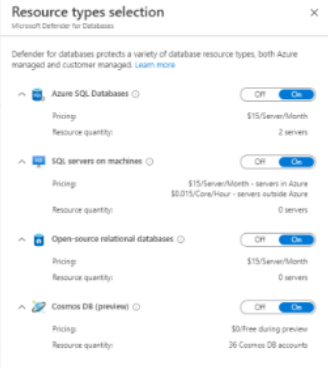 Resource types selection
Microsoft Defender for Databases
Defender for databases protects a variety of database resource types, both Azure
managed and customer managed. Learn more
Azure SQL Databases Off On
Pricing: $15/Server/Month
Resource quantity: 2 servers
SQL servers on machines Off On
Pricing: $15/Server/Month - servers in Azure
$0.015/Core/Hour - servers outside Azure
Resource quantity: 0 servers
Open-source relational databases Off On
Pricing: $15/Server/Month
Resource quantity: 0 servers
Cosmos DB (preview) Off On
Pricing: $0/Free during preview
Resource quantity: 36 Cosmos DB accounts